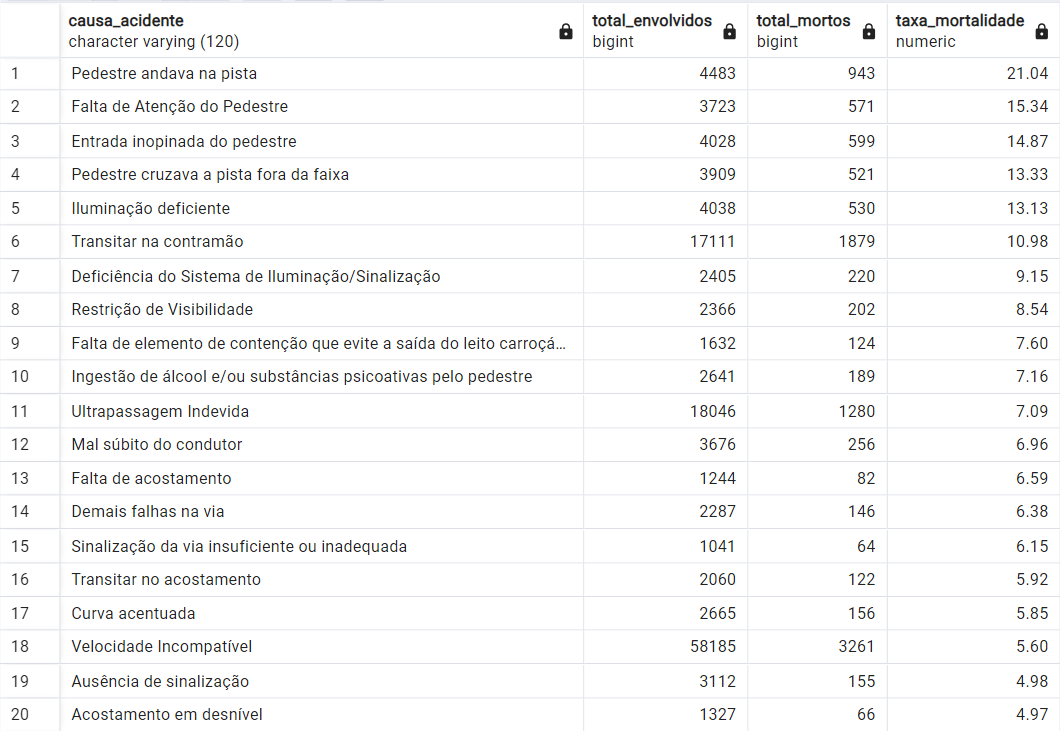 causa_acidente total_envolvidos total_mortos taxa_mortalidade
character varying (120) bigint bigint numeric
1 Pedestre andava na pista 4483 943 21.04
2 Falta de Atenção do Pedestre 3723 571 15.34
3 Entrada inopinada do pedestre 4028 599 14.87
4 Pedestre cruzava a pista fora da faixa 3909 521 13.33
5 Iluminação deficiente 4038 530 13.13
6 Transitar na contramão 17111 1879 10.98
7 Deficiência do Sistema de Iluminação/Sinalização 2405 220 9.15
8 Restrição de Visibilidade 2366 202 8.54
9 Falta de elemento de contenção que evite a saída do leito carroçá... 1632 124 7.60
10 Ingestão de álcool e/ou substâncias psicoativas pelo pedestre 2641 189 7.16
11 Ultrapassagem Indevida 18046 1280 7.09
12 Mal súbito do condutor 3676 256 6.96
13 Falta de acostamento 1244 82 6.59
14 Demais falhas na via 2287 146 6.38
15 Sinalização da via insuficiente ou inadequada 1041 64 6.15
16 Transitar no acostamento 2060 122 5.92
17 Curva acentuada 2665 156 5.85
18 Velocidade Incompatível 58185 3261 5.60
19 Ausência de sinalização 3112 155 4.98
20 Acostamento em desnível 1327 66 4.97